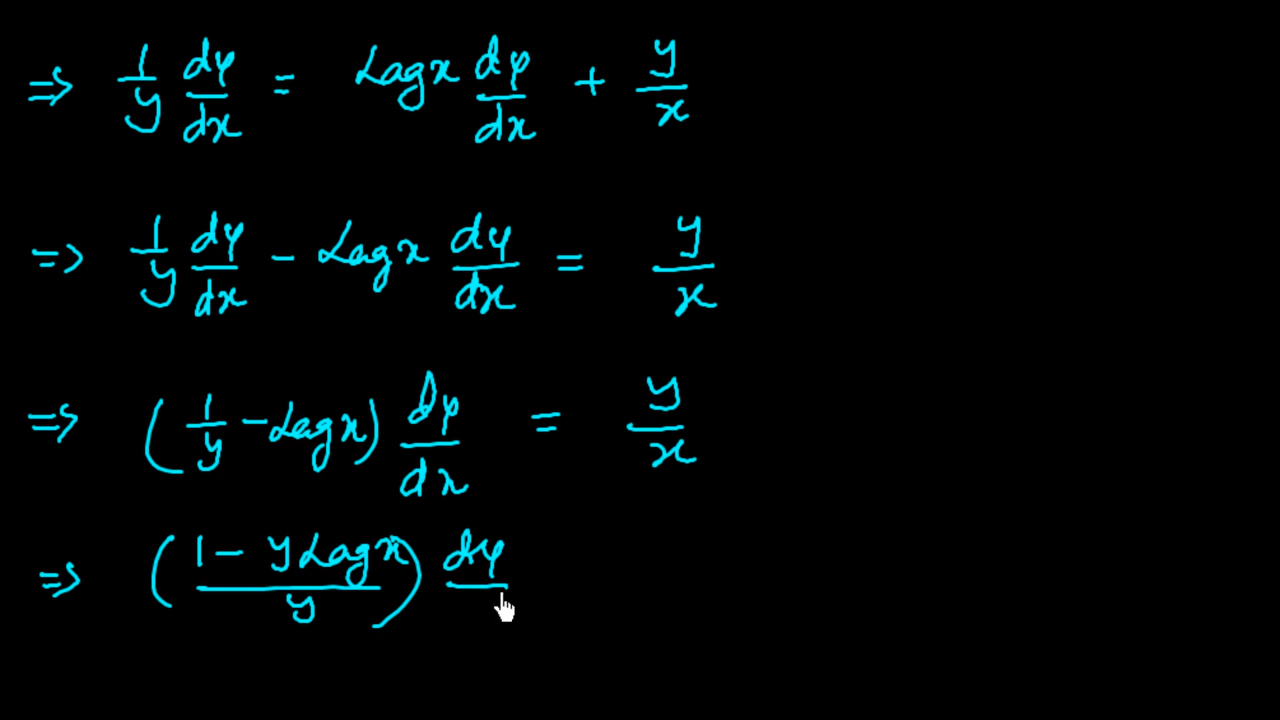 ⇒ 1/y dy/dx = Log x dy/dx + y/x
⇒ 1/y dy/dx - Log x dy/dx = y/x
⇒ (1/y - Log x) dy/dx = y/x
⇒ ((1 - y Log x)/y) dy/